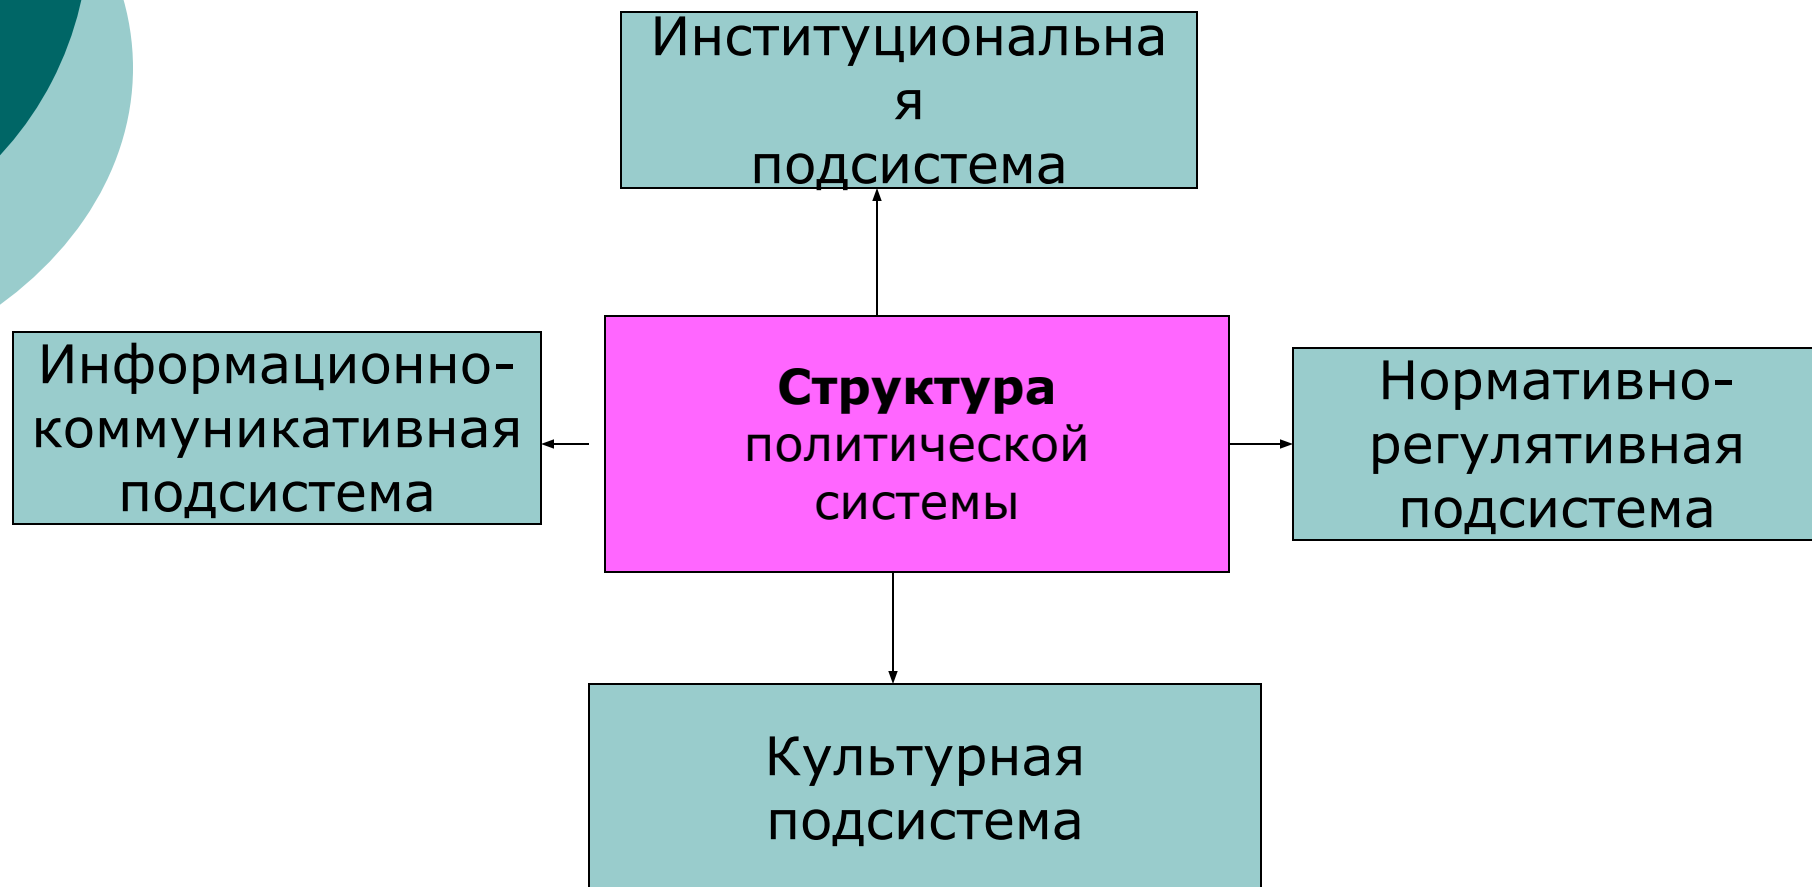 Институциональна
я
подсистема
Информационно-
коммуникативная
подсистема
Структура
политической
системы
Нормативно-
регулятивная
подсистема
Культурная
подсистема